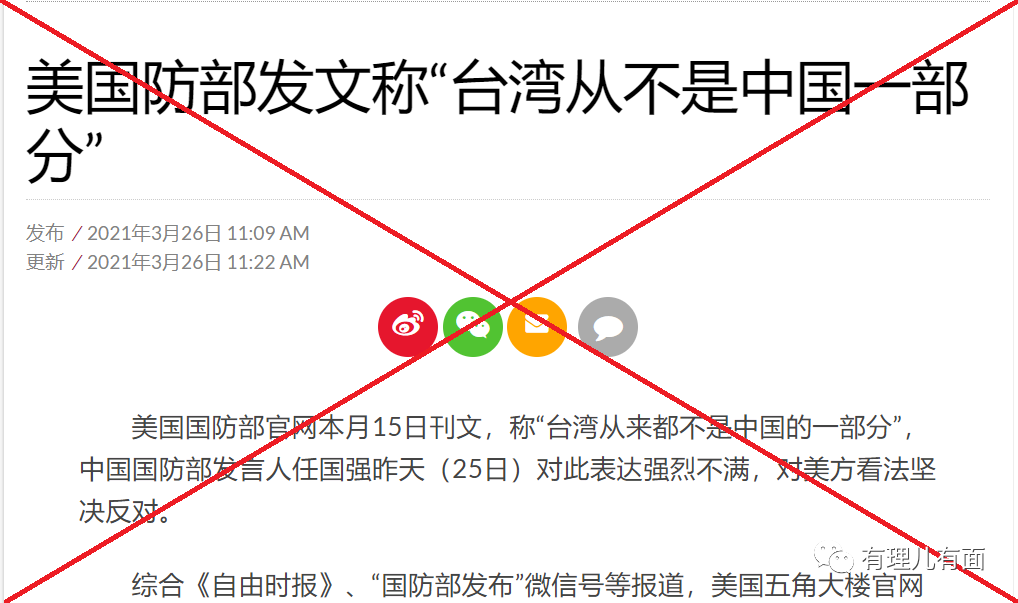 美国防部发文称“台湾从不是中国一部
分”
发布 / 2021年3月26日 11:09 AM
更新 / 2021年3月26日 11:22 AM
美国国防部官网本月15日刊文，称“台湾从来都不是中国的一部分”，
中国国防部发言人任国强昨天（25日）对此表达强烈不满，对美方看法坚
决反对。
有理儿有面
综合《自由时报》、“国防部发布”微信号等报道，美国五角大楼官网